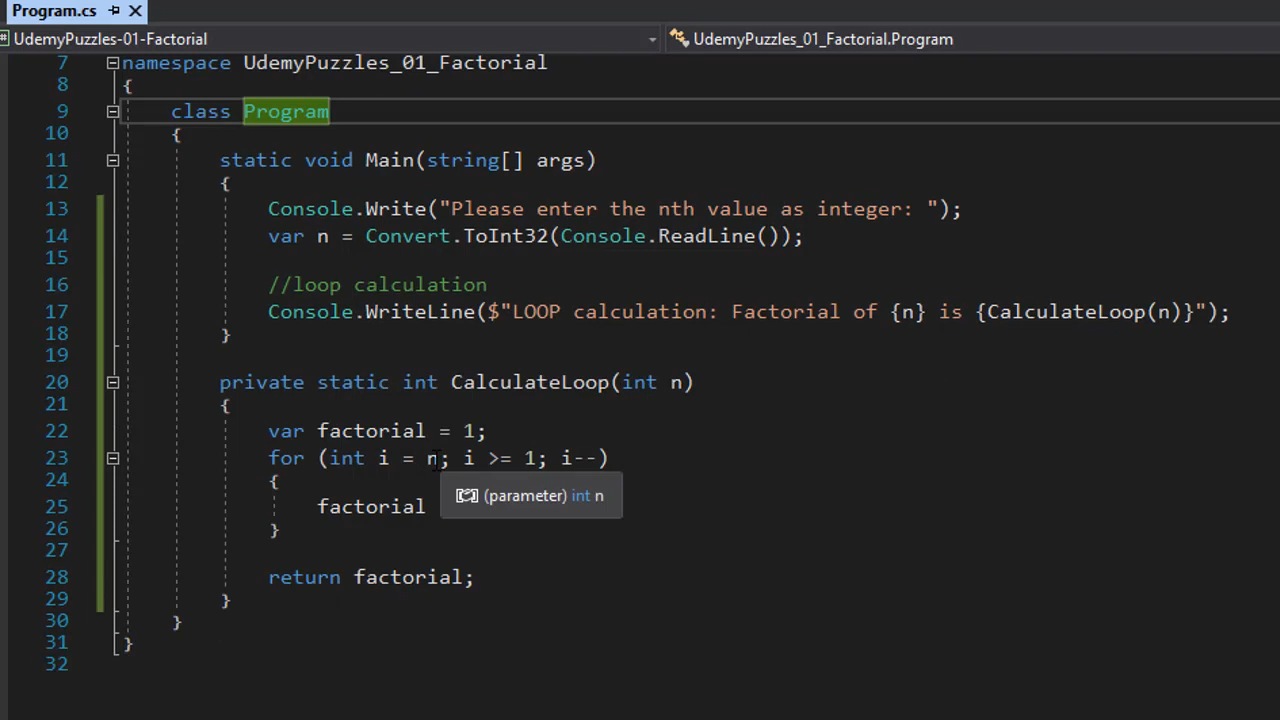 Program.cs
UdemyPuzzles-01-Factorial UdemyPuzzles_01_Factorial.Program
7 namespace UdemyPuzzles_01_Factorial
8 {
9 class Program
10 {
11 static void Main(string[] args)
12 {
13 Console.Write("Please enter the nth value as integer: ");
14 var n = Convert.ToInt32(Console.ReadLine());
15
16 //loop calculation
17 Console.WriteLine($"LOOP calculation: Factorial of {n} is {CalculateLoop(n)}");
18 }
19
20 private static int CalculateLoop(int n)
21 {
22 var factorial = 1;
23 for (int i = n; i >= 1; i--)
24 {
(parameter) int n
25 factorial
26 }
27
28 return factorial;
29 }
30 }
31 }
32